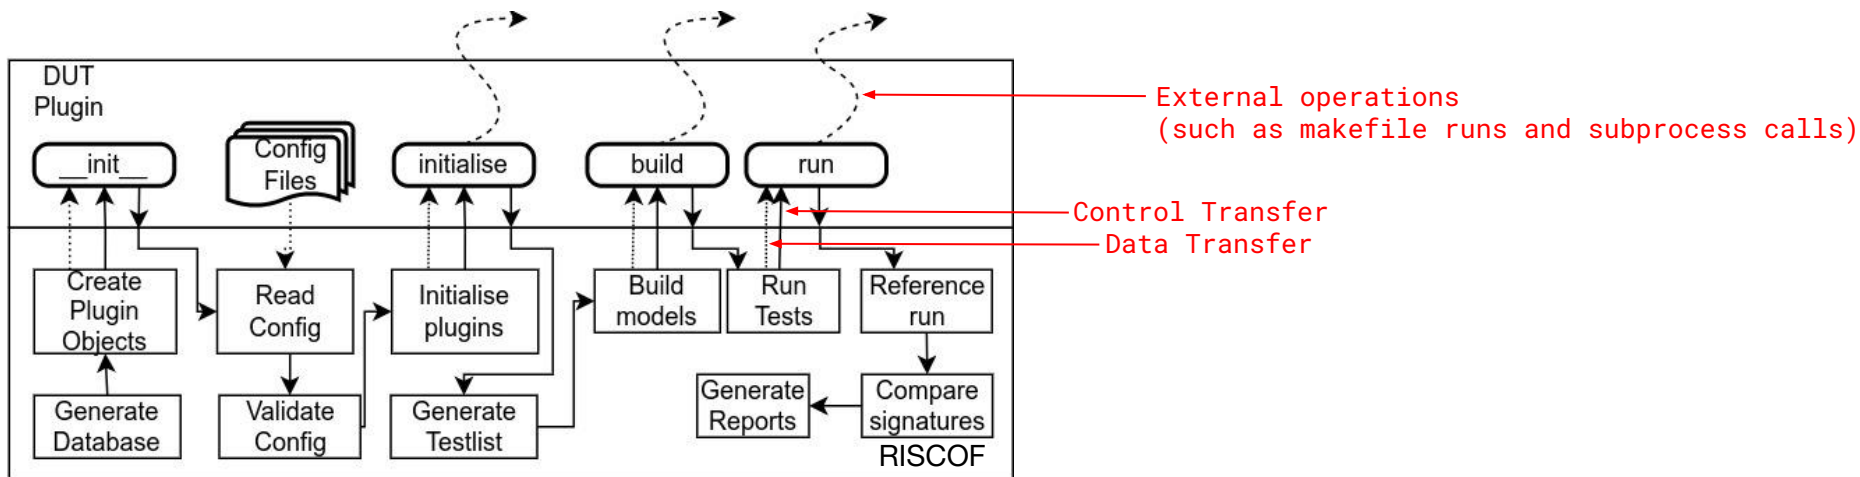 DUT
Plugin
External operations
(such as makefile runs and subprocess calls)
__init__
Config
Files
initialise
build
run
Control Transfer
Data Transfer
Create
Plugin
Objects
Read
Config
Initialise
plugins
Build
models
Run
Tests
Reference
run
Generate
Database
Validate
Config
Generate
Testlist
Generate
Reports
Compare
signatures
RISCOF